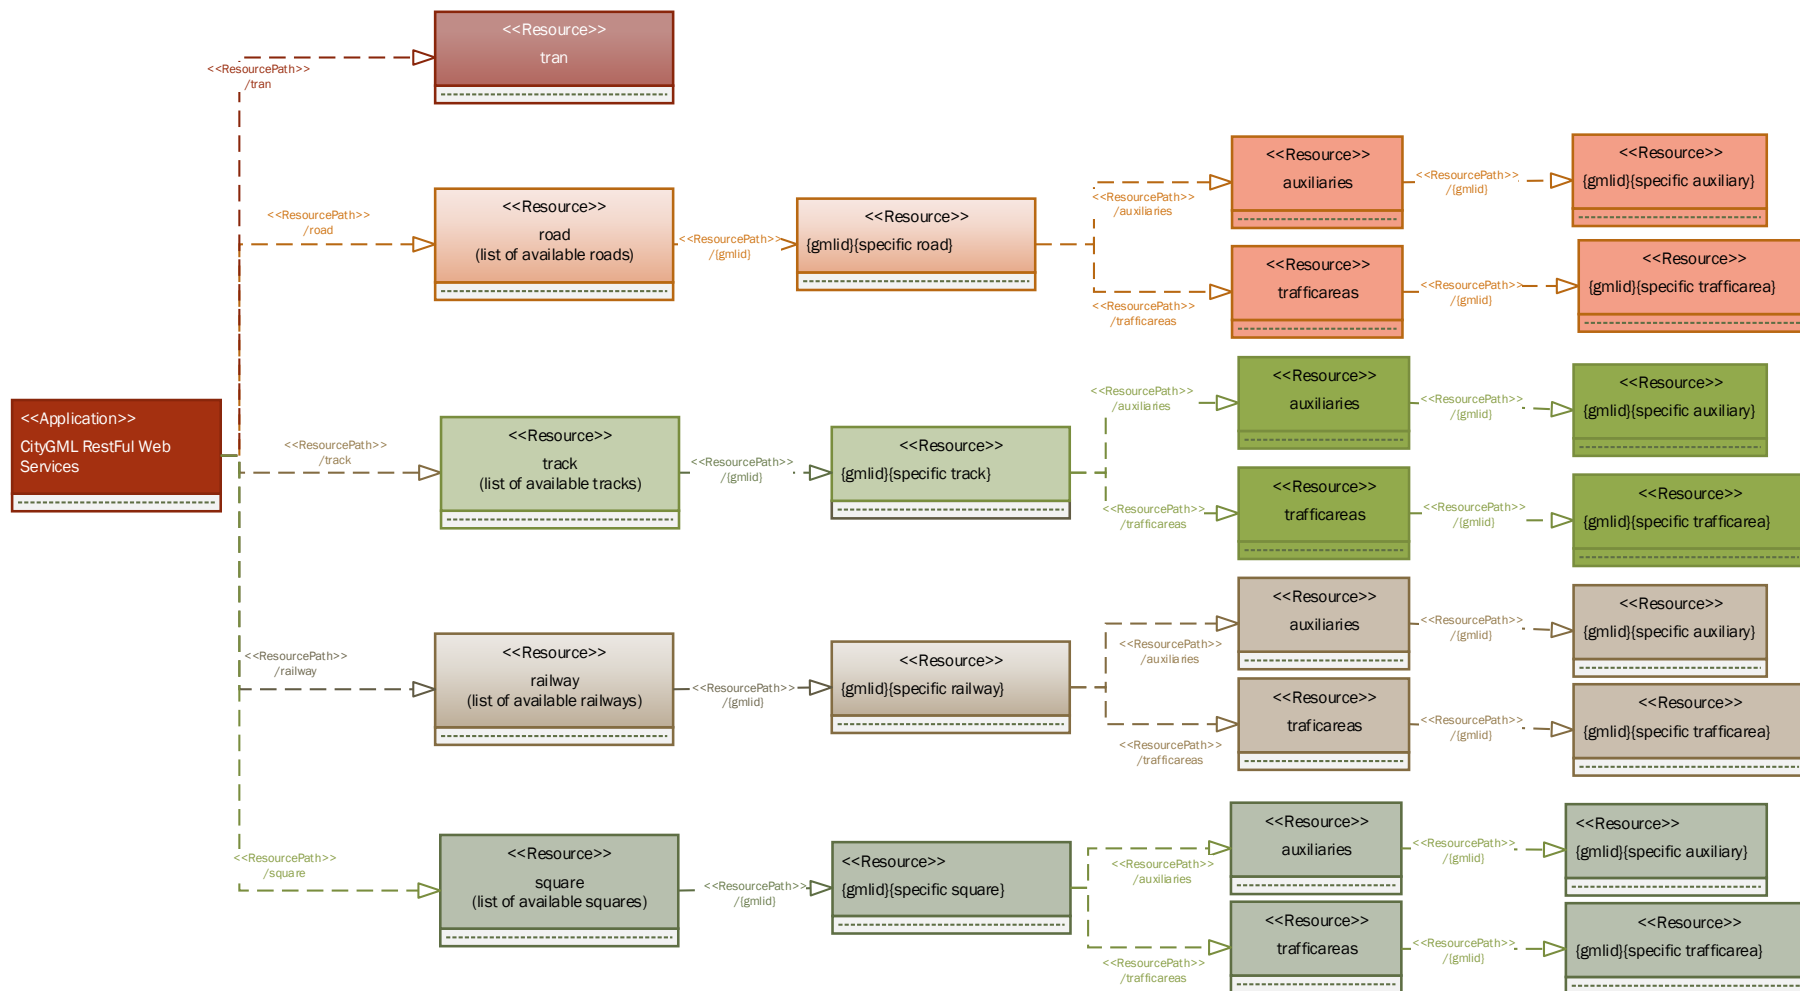 <<Resource>>
tran
<<ResourcePath>>
/tran
<<Resource>>
road
(list of available roads)
<<ResourcePath>>
/road
<<ResourcePath>>
/{gmlid}
<<Resource>>
{gmlid}{specific road}
<<ResourcePath>>
/auxiliaries
<<Resource>>
auxiliaries
<<ResourcePath>>
/{gmlid}
<<Resource>>
{gmlid}{specific auxiliary}
<<ResourcePath>>
/trafficareas
<<Resource>>
trafficareas
<<ResourcePath>>
/{gmlid}
<<Resource>>
{gmlid}{specific trafficarea}
<<Application>>
CityGML RestFul Web
Services
<<ResourcePath>>
/track
<<Resource>>
track
(list of available tracks)
<<ResourcePath>>
/{gmlid}
<<Resource>>
{gmlid}{specific track}
<<ResourcePath>>
/auxiliaries
<<Resource>>
auxiliaries
<<ResourcePath>>
/{gmlid}
<<Resource>>
{gmlid}{specific auxiliary}
<<ResourcePath>>
/trafficareas
<<Resource>>
trafficareas
<<ResourcePath>>
/{gmlid}
<<Resource>>
{gmlid}{specific trafficarea}
<<ResourcePath>>
/railway
<<Resource>>
railway
(list of available railways)
<<ResourcePath>>
/{gmlid}
<<Resource>>
{gmlid}{specific railway}
<<ResourcePath>>
/auxiliaries
<<Resource>>
auxiliaries
<<ResourcePath>>
/{gmlid}
<<Resource>>
{gmlid}{specific auxiliary}
<<ResourcePath>>
/trafficareas
<<Resource>>
traficareas
<<ResourcePath>>
/{gmlid}
<<Resource>>
{gmlid}{specific trafficarea}
<<ResourcePath>>
/square
<<Resource>>
square
(list of available squares)
<<ResourcePath>>
/{gmlid}
<<Resource>>
{gmlid}{specific square}
<<ResourcePath>>
/auxiliaries
<<Resource>>
auxiliaries
<<ResourcePath>>
/{gmlid}
<<Resource>>
{gmlid}{specific auxiliary}
<<ResourcePath>>
/trafficareas
<<Resource>>
trafficareas
<<ResourcePath>>
/{gmlid}
<<Resource>>
{gmlid}{specific trafficarea}